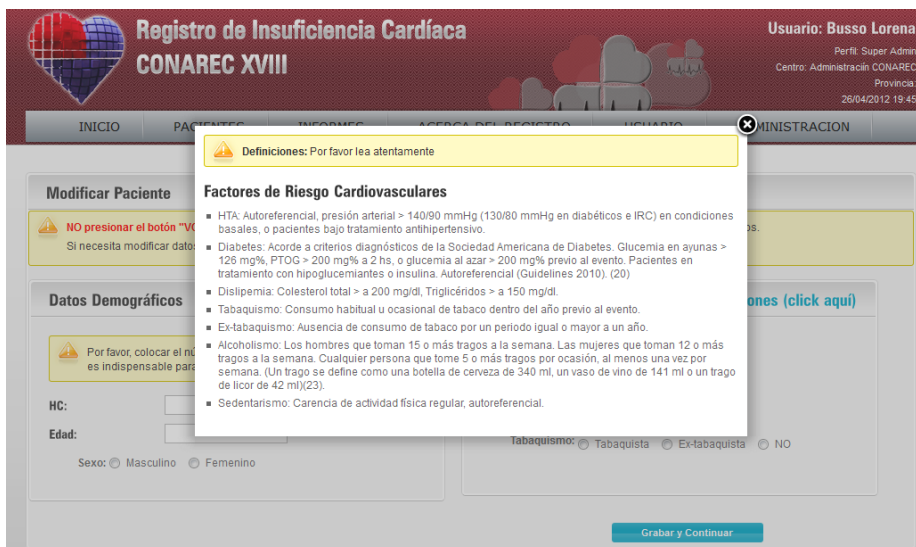 Registro de Insuficiencia Cardíaca
CONAREC XVIII
Usuario: Busso Lorena
Perfil: Super Admin
Centro: Administraciín CONAREC
Provincia:
26/04/2012 19:45
INICIO
PACIENTES
INFORMES
ACERCA DEL REGISTRO
USUARIO
MINISTRACION
Definiciones: Por favor lea atentamente
Factores de Riesgo Cardiovasculares
HTA: Autoreferencial, presión arterial > 140/90 mmHg (130/80 mmHg en diabéticos e IRC) en condiciones
basales, o pacientes bajo tratamiento antihipertensivo.
Diabetes: Acorde a criterios diagnósticos de la Sociedad Americana de Diabetes. Glucemia en ayunas >
126 mg%, PTOG > 200 mg% a 2 hs, o glucemia al azar > 200 mg% previo al evento. Pacientes en
tratamiento con hipoglucemiantes o insulina. Autoreferencial (Guidelines 2010). (20)
Dislipemia: Colesterol total > a 200 mg/dl, Triglicéridos > a 150 mg/dl.
Tabaquismo: Consumo habitual u ocasional de tabaco dentro del año previo al evento.
Ex-tabaquismo: Ausencia de consumo de tabaco por un periodo igual o mayor a un año.
Alcoholismo: Los hombres que toman 15 o más tragos a la semana. Las mujeres que toman 12 o más
tragos a la semana. Cualquier persona que tome 5 o más tragos por ocasión, al menos una vez por
semana. (Un trago se define como una botella de cerveza de 340 ml, un vaso de vino de 141 ml o un trago
de licor de 42 ml)(23).
Sedentarismo: Carencia de actividad física regular, autoreferencial.
Modificar Paciente
NO presionar el botón "VO
os.
Si necesita modificar datos
Datos Demográficos
ones (click aquí)
Por favor, colocar el nú
es indispensable para
HC:
Edad:
Sexo: Masculino Femenino
Tabaquismo: Tabaquista Ex-tabaquista NO
Grabar y Continuar